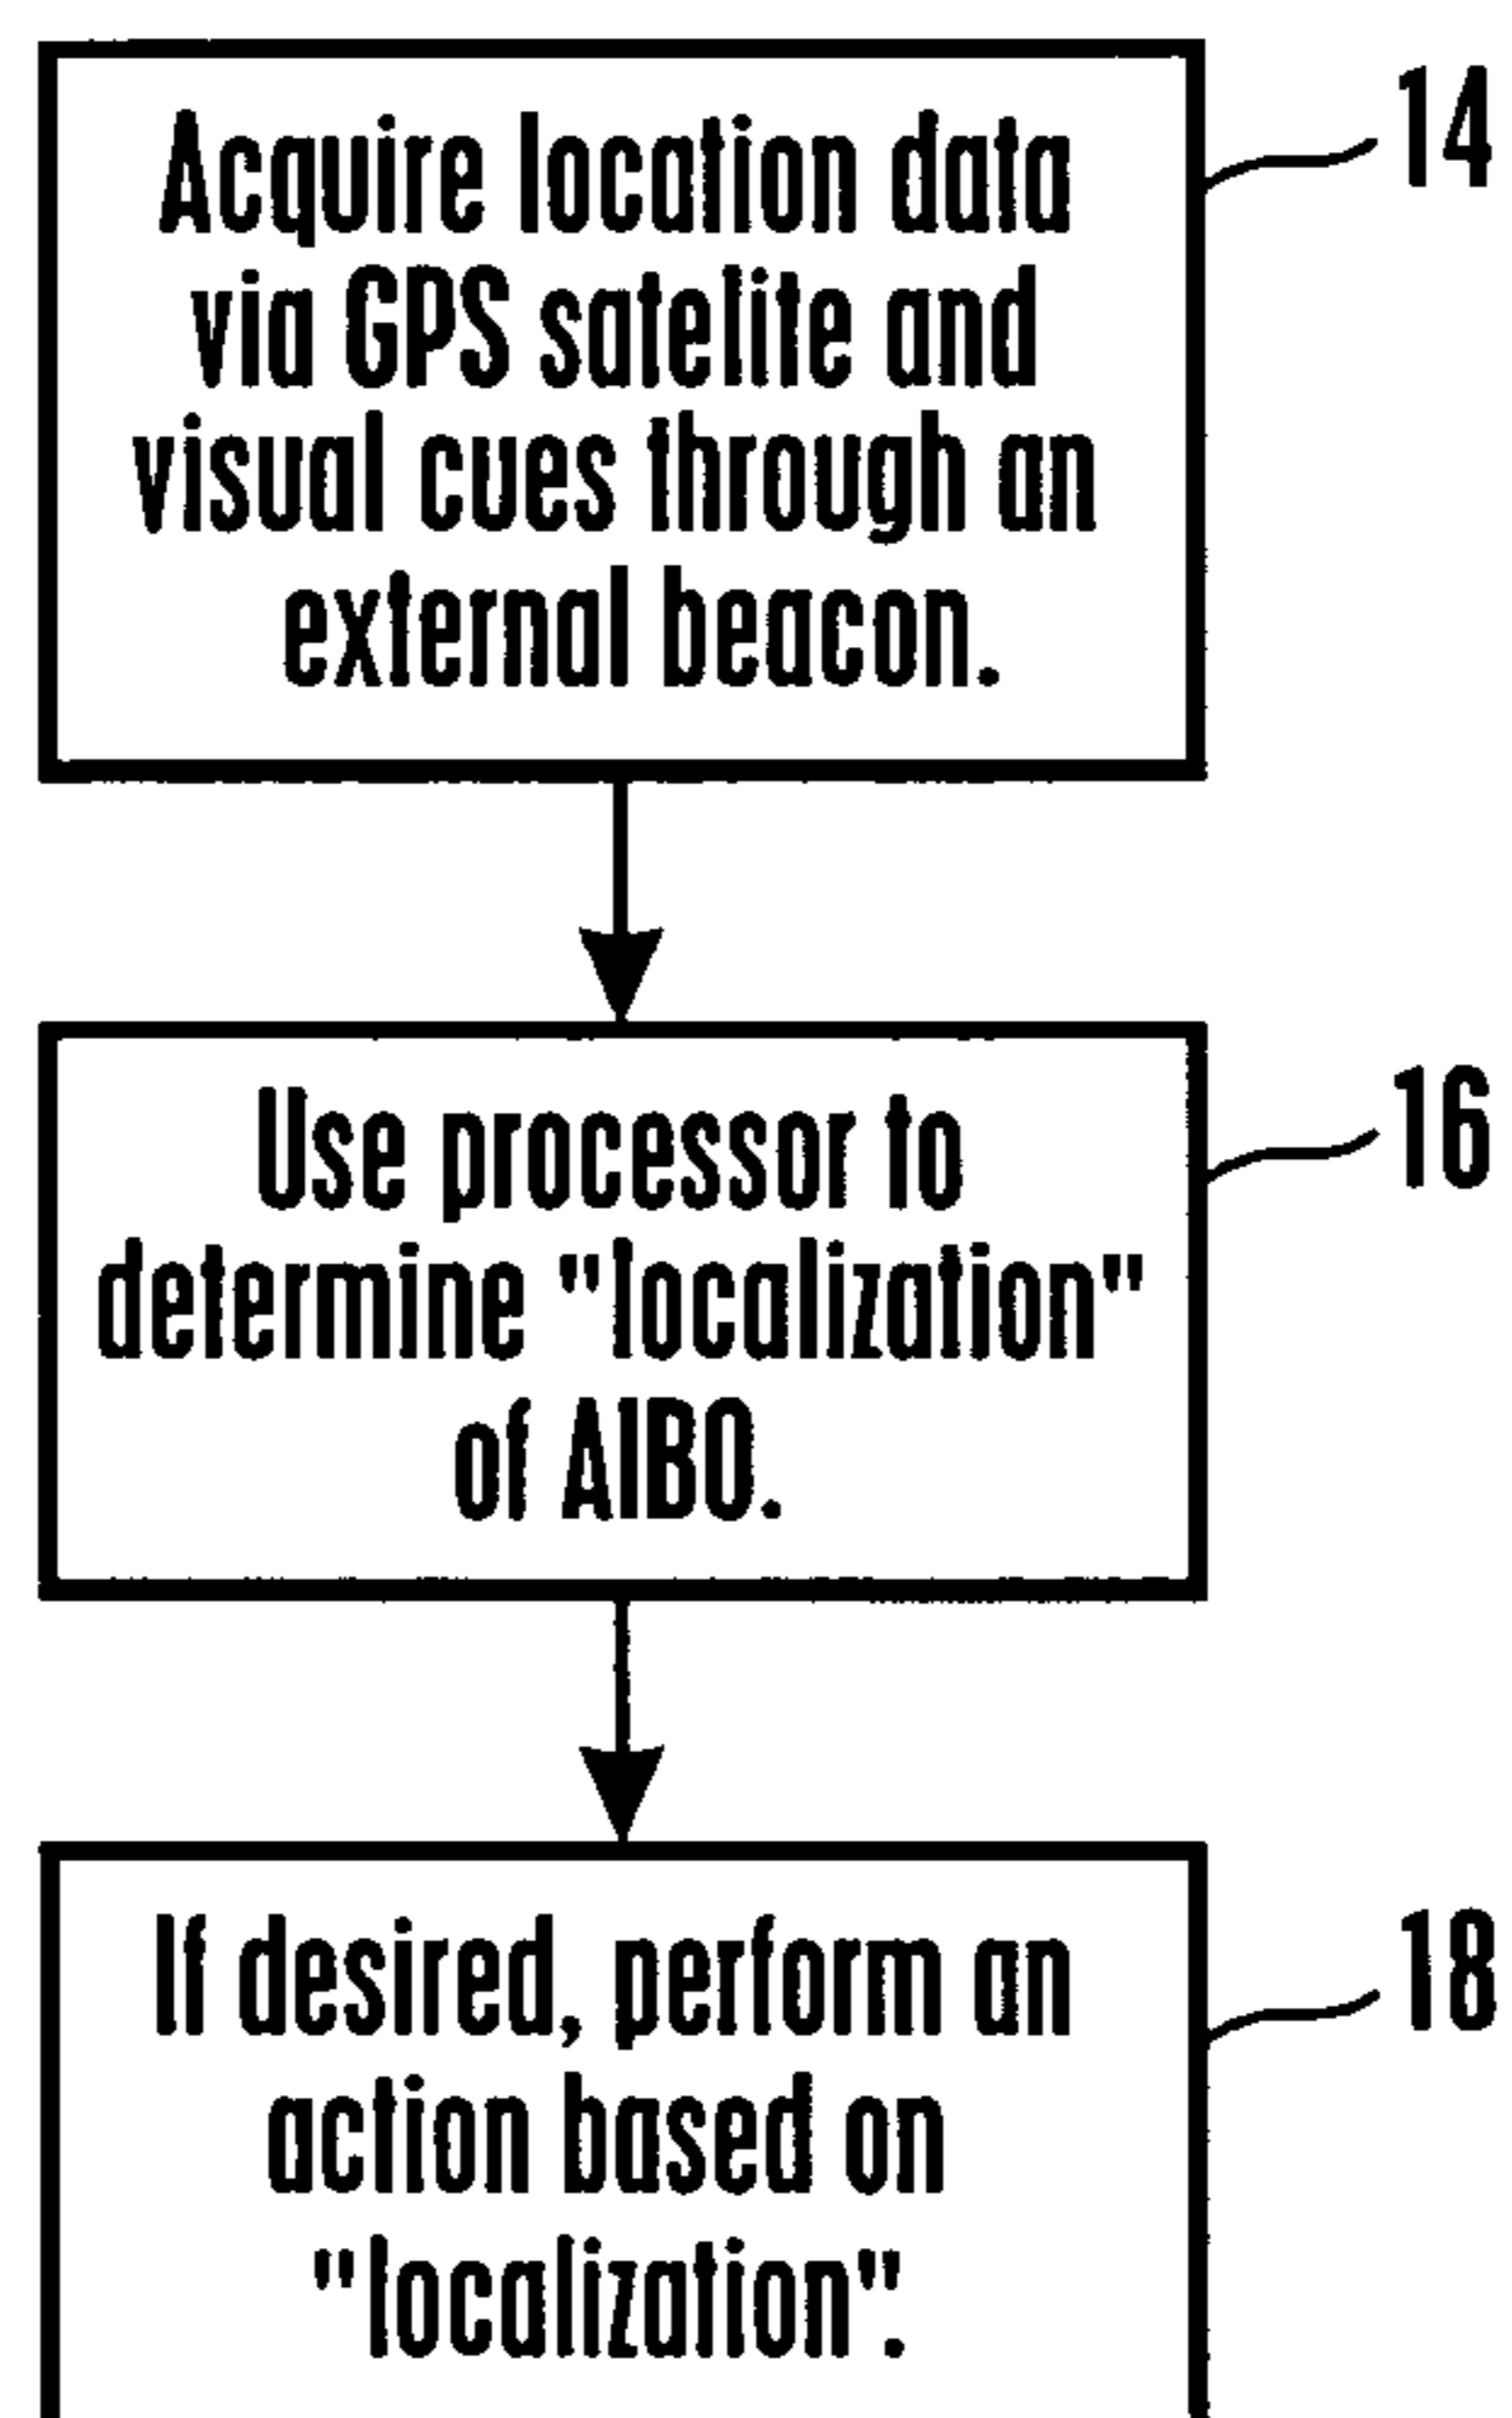 Acquire location data
via GPS satelite and
visual cues through an
external beacon.
14
Use processor to
determine "localization"
of AIBO.
16
If desired, perform an
action based on
"localization".
18